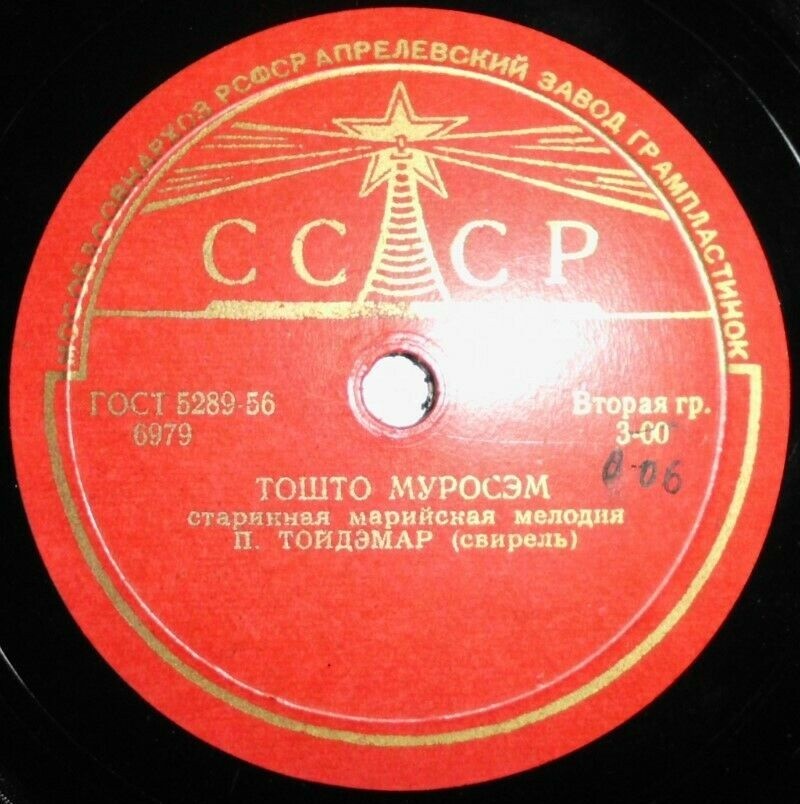 МОСОБЛСОВНАРХОЗ РСФСР АПРЕЛЕВСКИЙ ЗАВОД ГРАМПЛАСТИНОК
СССР
ГОСТ 5289-56
6979
Вторая гр.
3-60
0-06
ТОШТО МУРОСЭМ
старинная марийская мелодия
П. ТОЙДЭМАР (свирель)